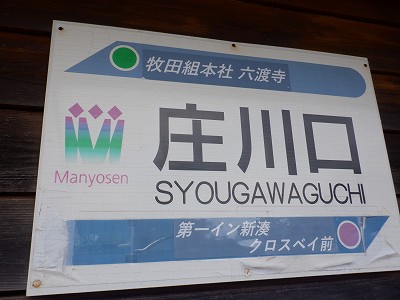 牧田組本社 六渡寺
Manyosen
庄川口
SYOUGAWAGUCHI
第一イン新湊
クロスベイ前